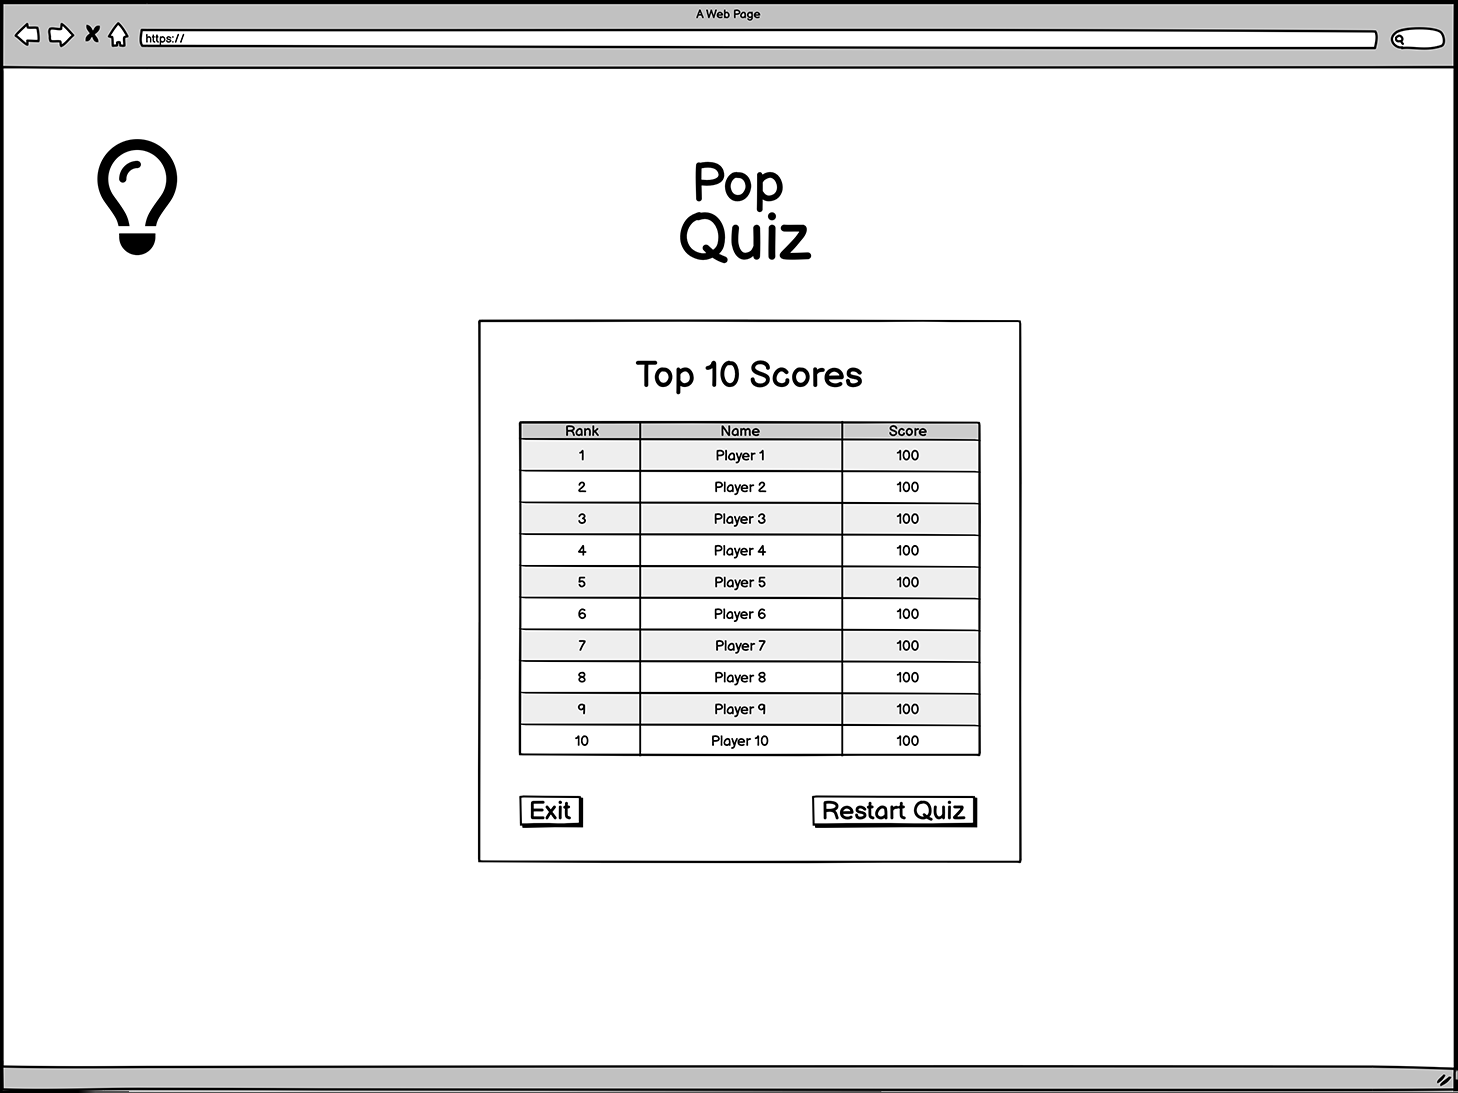 A Web Page
https://
Pop
Quiz
Top 10 Scores
Rank Name Score
1 Player 1 100
2 Player 2 100
3 Player 3 100
4 Player 4 100
5 Player 5 100
6 Player 6 100
7 Player 7 100
8 Player 8 100
9 Player 9 100
10 Player 10 100
Exit Restart Quiz